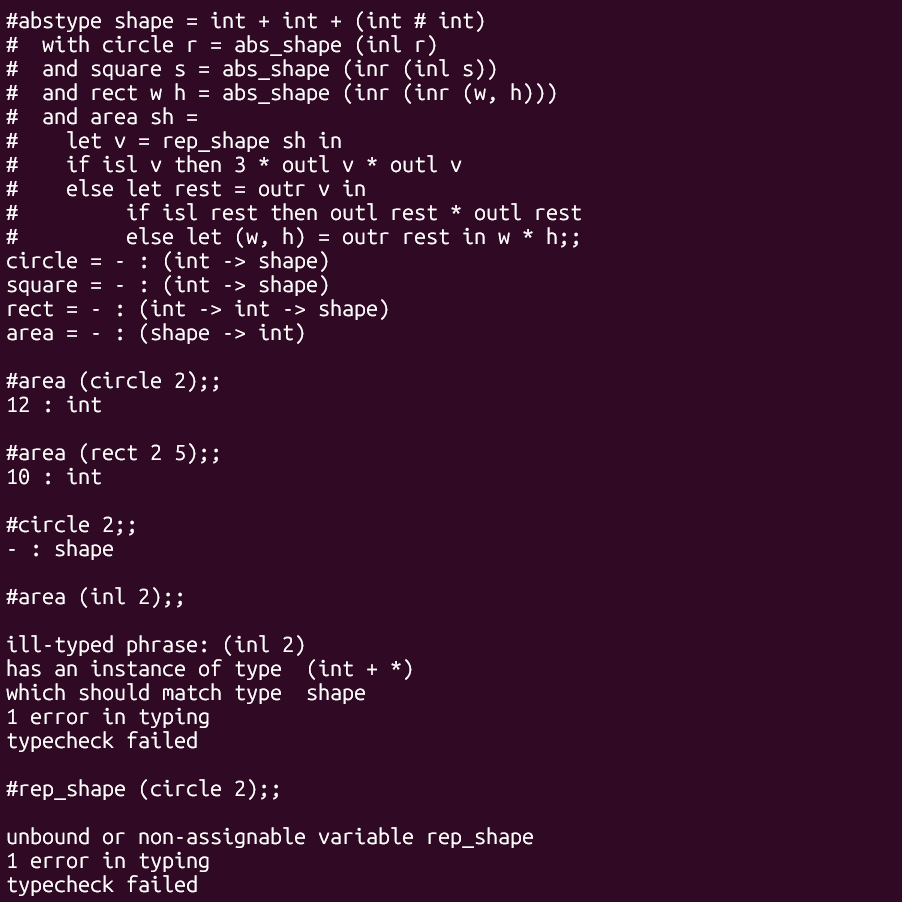 #abstype shape = int + int + (int # int)
#  with circle r = abs_shape (inl r)
#  and square s = abs_shape (inr (inl s))
#  and rect w h = abs_shape (inr (inr (w, h)))
#  and area sh =
#    let v = rep_shape sh in
#    if isl v then 3 * outl v * outl v
#    else let rest = outr v in
#         if isl rest then outl rest * outl rest
#         else let (w, h) = outr rest in w * h;;
circle = - : (int -> shape)
square = - : (int -> shape)
rect = - : (int -> int -> shape)
area = - : (shape -> int)

#area (circle 2);;
12 : int

#area (rect 2 5);;
10 : int

#circle 2;;
- : shape

#area (inl 2);;

ill-typed phrase: (inl 2)
has an instance of type  (int + *)
which should match type  shape
1 error in typing
typecheck failed

#rep_shape (circle 2);;

unbound or non-assignable variable rep_shape
1 error in typing
typecheck failed